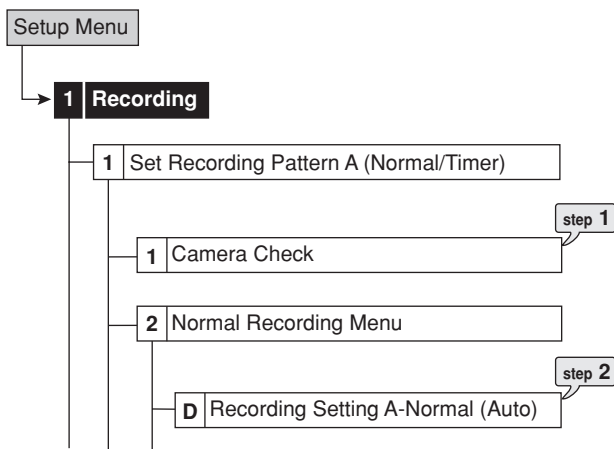 Setup Menu
1 Recording
1 Set Recording Pattern A (Normal/Timer)
step 1
1 Camera Check
2 Normal Recording Menu
step 2
D Recording Setting A-Normal (Auto)